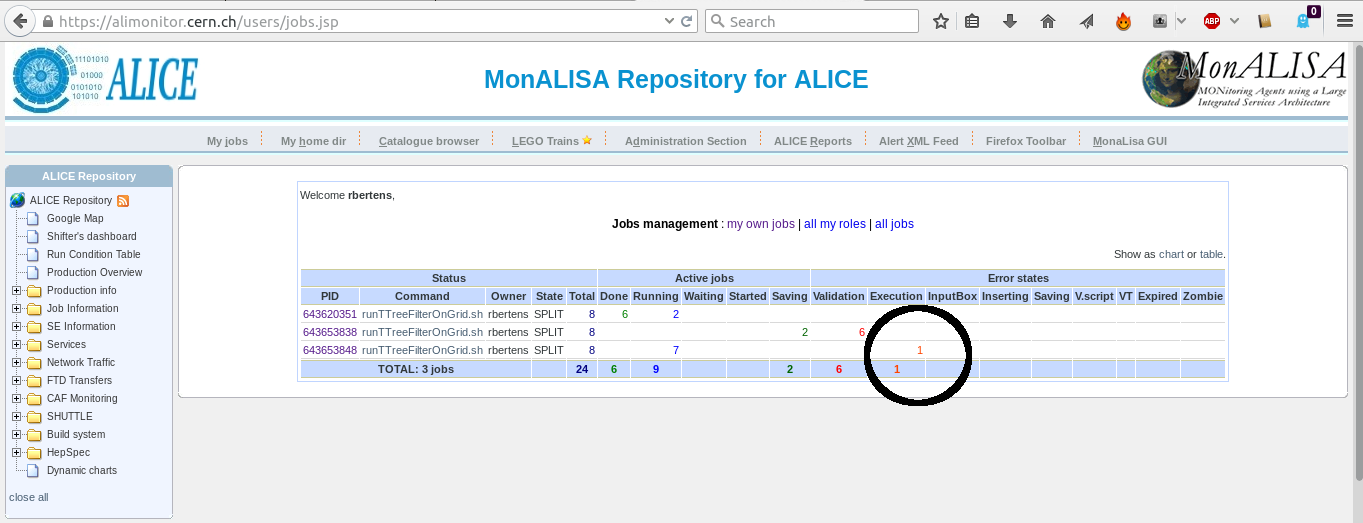 https://alimonitor.cern.ch/users/jobs.jsp
Search
ABP
0
11101010
01000
0101010
101010
ALICE
MonALISA Repository for ALICE
MonALISA
MONitoring Agents using a Large
Integrated Services Architecture
My jobs My home dir Catalogue browser LEGO Trains Administration Section ALICE Reports Alert XML Feed Firefox Toolbar MonaLisa GUI
ALICE Repository
ALICE Repository
Google Map
Shifter's dashboard
Run Condition Table
Production Overview
Production info
Job Information
SE Information
Services
Network Traffic
FTD Transfers
CAF Monitoring
SHUTTLE
Build system
HepSpec
Dynamic charts
close all
Welcome rbertens,
Jobs management : my own jobs | all my roles | all jobs
Show as chart or table.
Status Active jobs Error states
PID Command Owner State Total Done Running Waiting Started Saving Validation Execution InputBox Inserting Saving V.script VT Expired Zombie
643620351 runTTreeFilterOnGrid.sh rbertens SPLIT 8 6 2
643653838 runTTreeFilterOnGrid.sh rbertens SPLIT 8 2 6
643653848 runTTreeFilterOnGrid.sh rbertens SPLIT 8 7 1
TOTAL: 3 jobs 24 6 9 2 6 1